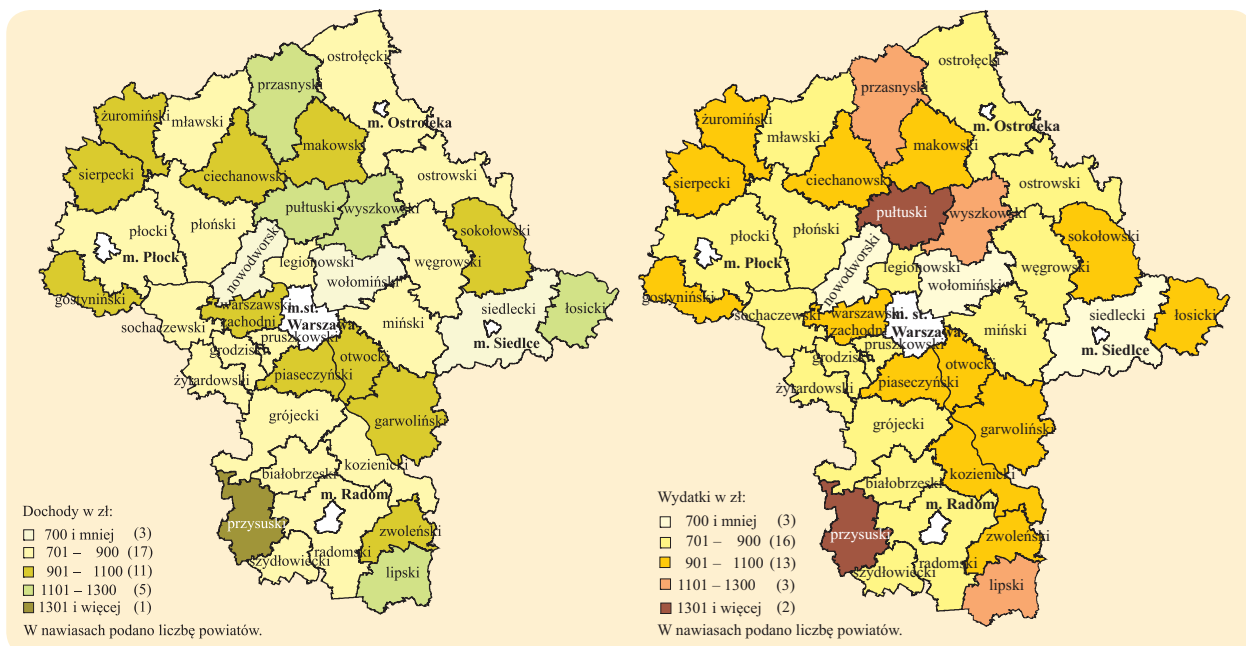 ostrołęcki
przasnyski
żuromiński
mławski
m. Ostrołęka
makowski
sierpecki
ciechanowski
ostrowski
pułtuski
wyszkowski
płocki
płoński
sokołowski
nowodworski
m. Płock
legionowski
węgrowski
wołomiński
gostyniński
warszawski
zachodni
m.st.
Warszawa
siedlecki
łosicki
sochaczewski
miński
pruszkowski
m. Siedlce
grodziski
otwocki
żyrardowski
piaseczyński
grójecki
garwoliński
kozienicki
białobrzeski
m. Radom
przysuski
zwoleński
radomski
szydłowiecki
lipski
Dochody w zł:
700 i mniej (3)
701 – 900 (17)
901 – 1100 (11)
1101 – 1300 (5)
1301 i więcej (1)
W nawiasach podano liczbę powiatów.
ostrołęcki
przasnyski
żuromiński
mławski
m. Ostrołęka
makowski
sierpecki
ciechanowski
ostrowski
pułtuski
wyszkowski
płocki
płoński
sokołowski
nowodworski
m. Płock
legionowski
węgrowski
wołomiński
gostyniński
warszawski
zachodni
m. st.
Warszawa
siedlecki
łosicki
sochaczewski
miński
pruszkowski
m. Siedlce
grodziski
otwocki
żyrardowski
piaseczyński
grójecki
garwoliński
kozienicki
białobrzeski
m. Radom
przysuski
zwoleński
radomski
szydłowiecki
lipski
Wydatki w zł:
700 i mniej (3)
701 – 900 (16)
901 – 1100 (13)
1101 – 1300 (3)
1301 i więcej (2)
W nawiasach podano liczbę powiatów.